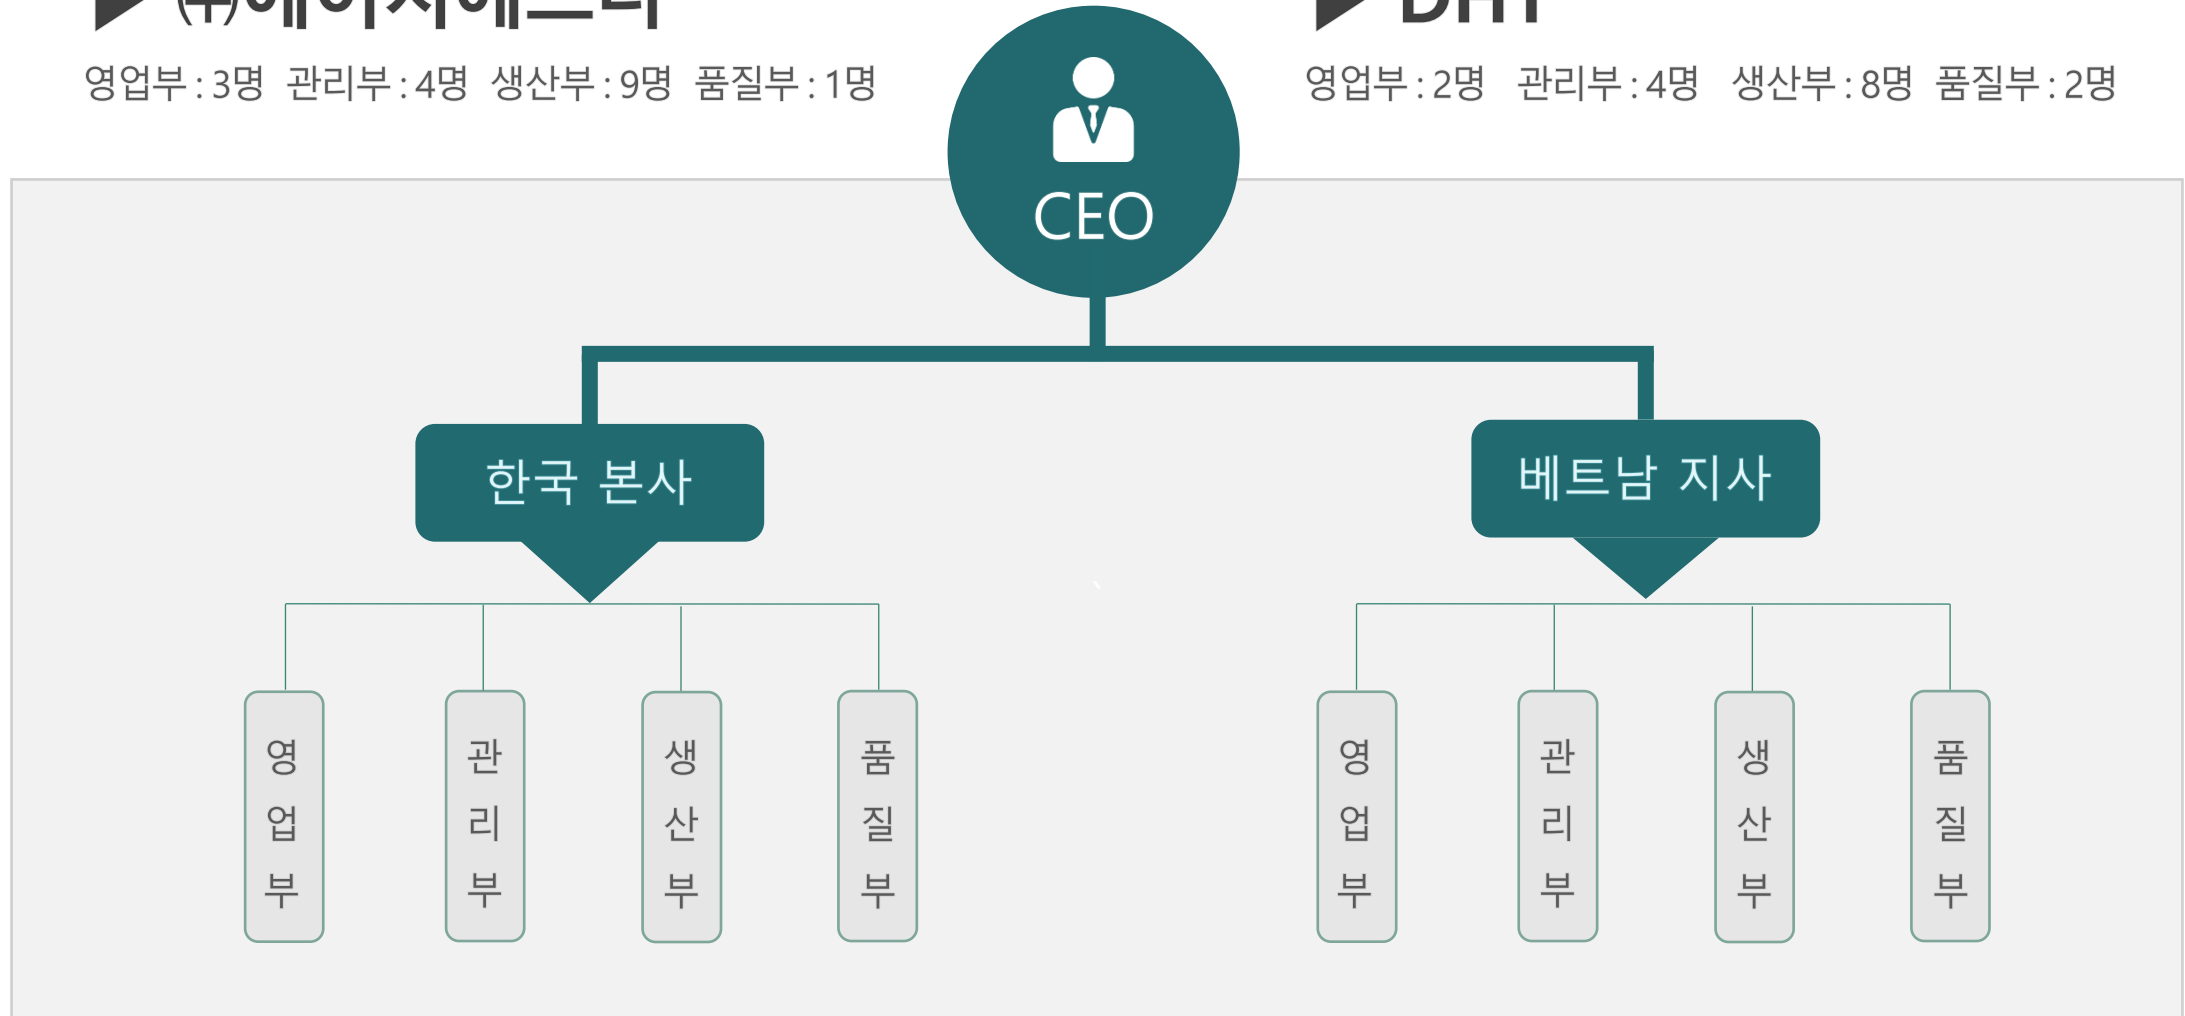 영업부 : 3명 관리부 : 4명 생산부 : 9명 품질부 : 1명
영업부 : 2명 관리부 : 4명 생산부 : 8명 품질부 : 2명
CEO
한국 본사
베트남 지사
영업부
관리부
생산부
품질부
영업부
관리부
생산부
품질부